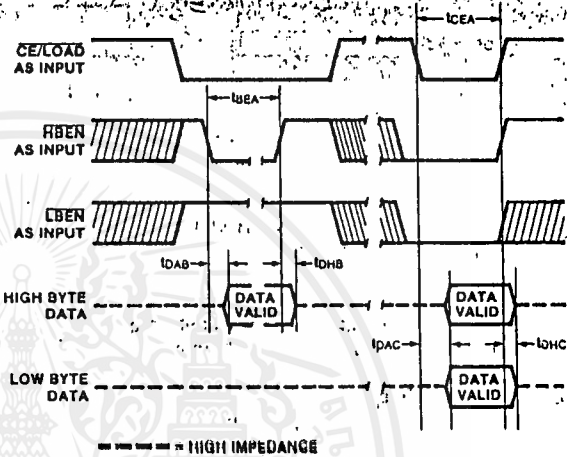 tCEA
CE/LOAD
AS INPUT
tBEA
HBEN
AS INPUT
LBEN
AS INPUT
tDAB
tDHB
HIGH BYTE
DATA
DATA
VALID
DATA
VALID
tDAC
tDHC
LOW BYTE
DATA
DATA
VALID
= HIGH IMPEDANCE